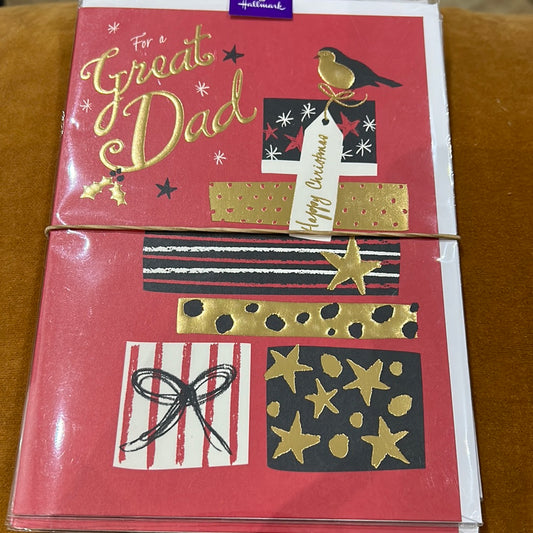 Hallmark
For a
Great
Dad
Happy Christmas